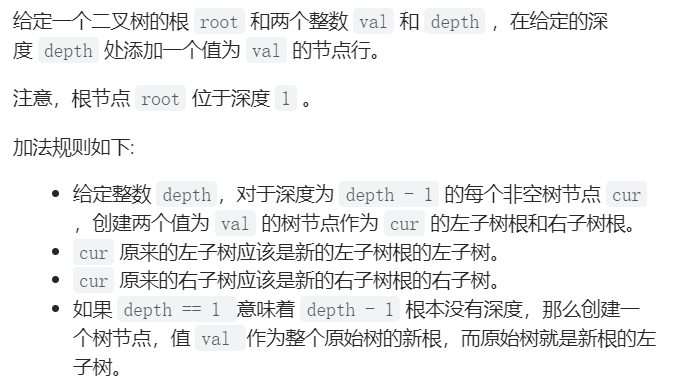 给定一个二叉树的根 root 和两个整数 val 和 depth ，在给定的深
度 depth 处添加一个值为 val 的节点行。
注意，根节点 root 位于深度 1 。
加法规则如下:
• 给定整数 depth，对于深度为 depth - 1 的每个非空树节点 cur
，创建两个值为 val 的树节点作为 cur 的左子树根和右子树根。
• cur 原来的左子树应该是新的左子树根的左子树。
• cur 原来的右子树应该是新的右子树根的右子树。
• 如果 depth == 1 意味着 depth - 1 根本没有深度，那么创建一
个树节点，值 val 作为整个原始树的新根，而原始树就是新根的左
子树。